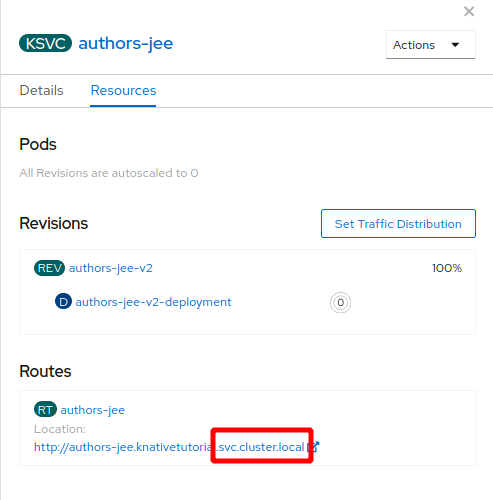 KSVC authors-jee
Actions
Details Resources
Pods
All Revisions are autoscaled to 0
Revisions
Set Traffic Distribution
REV authors-jee-v2 100%
D authors-jee-v2-deployment 0
Routes
RT authors-jee
Location:
http://authors-jee.knativetutorial.svc.cluster.local